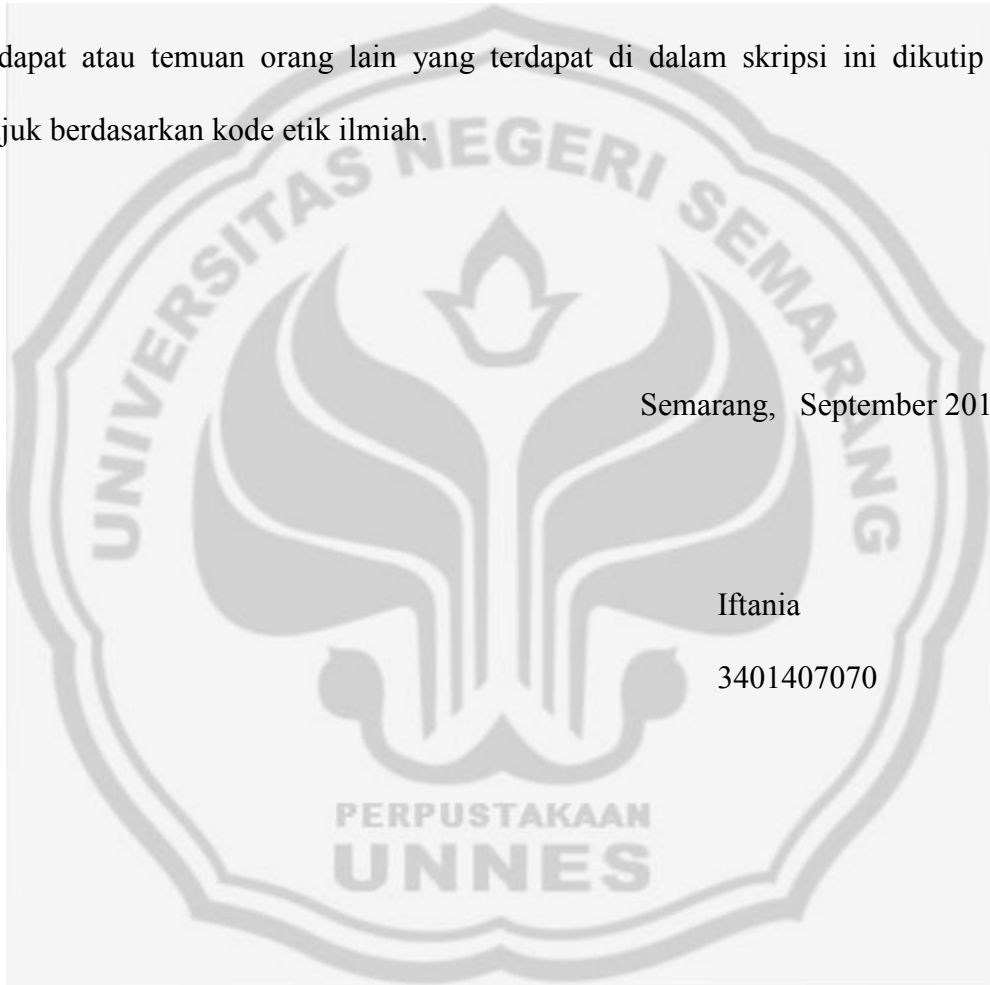 dapat atau temuan orang lain yang terdapat di dalam skripsi ini dikutip
juk berdasarkan kode etik ilmiah.
UNIVERSITAS NEGERI SEMARANG
Semarang, September 201
Iftania
3401407070
PERPUSTAKAAN
UNNES